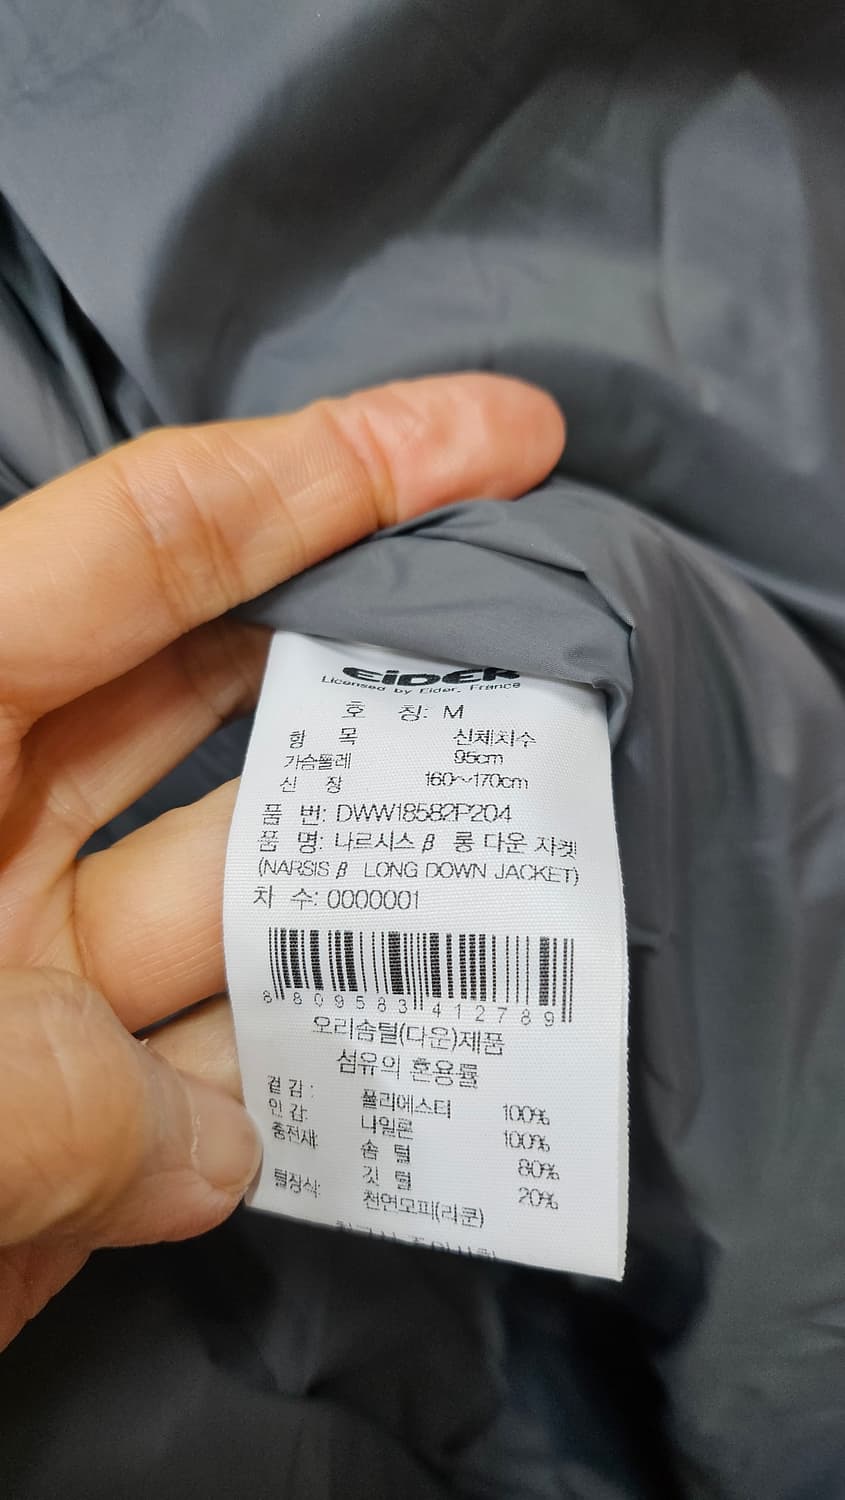 EiDER
Licensed by Eider, France
호 칭: M
항 목 신체치수
가슴둘레 95cm
신 장 160~170cm
품 번: DWW18582P204
품 명: 나르시스 β 롱 다운 자켓
(NARSIS β LONG DOWN JACKET)
차 수: 0000001
8 809583 412789
오리솜털(다운)제품
섬유의 혼용률
겉감: 폴리에스터 100%
안감: 나일론 100%
충전재: 솜 털 80%
깃 털 20%
털장식: 천연모피(라쿤)